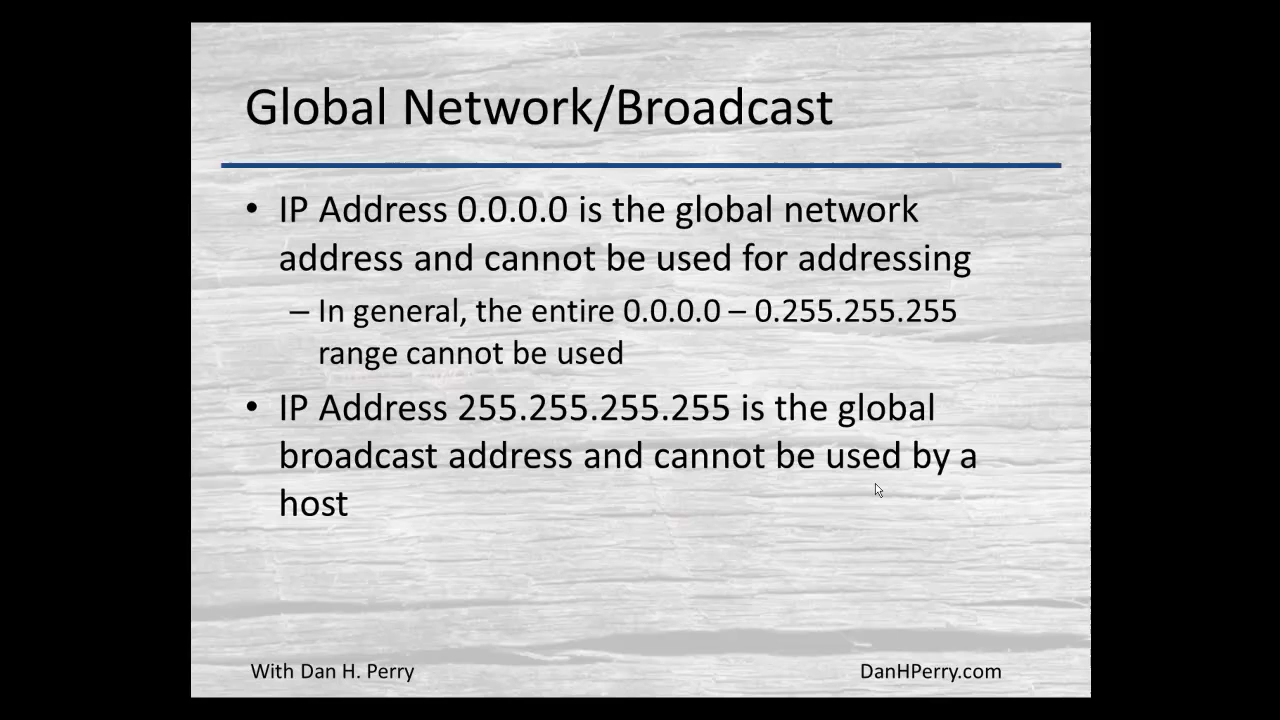 Global Network/Broadcast
• IP Address 0.0.0.0 is the global network
address and cannot be used for addressing
– In general, the entire 0.0.0.0 – 0.255.255.255
range cannot be used
• IP Address 255.255.255.255 is the global
broadcast address and cannot be used by a
host
With Dan H. Perry
DanHPerry.com